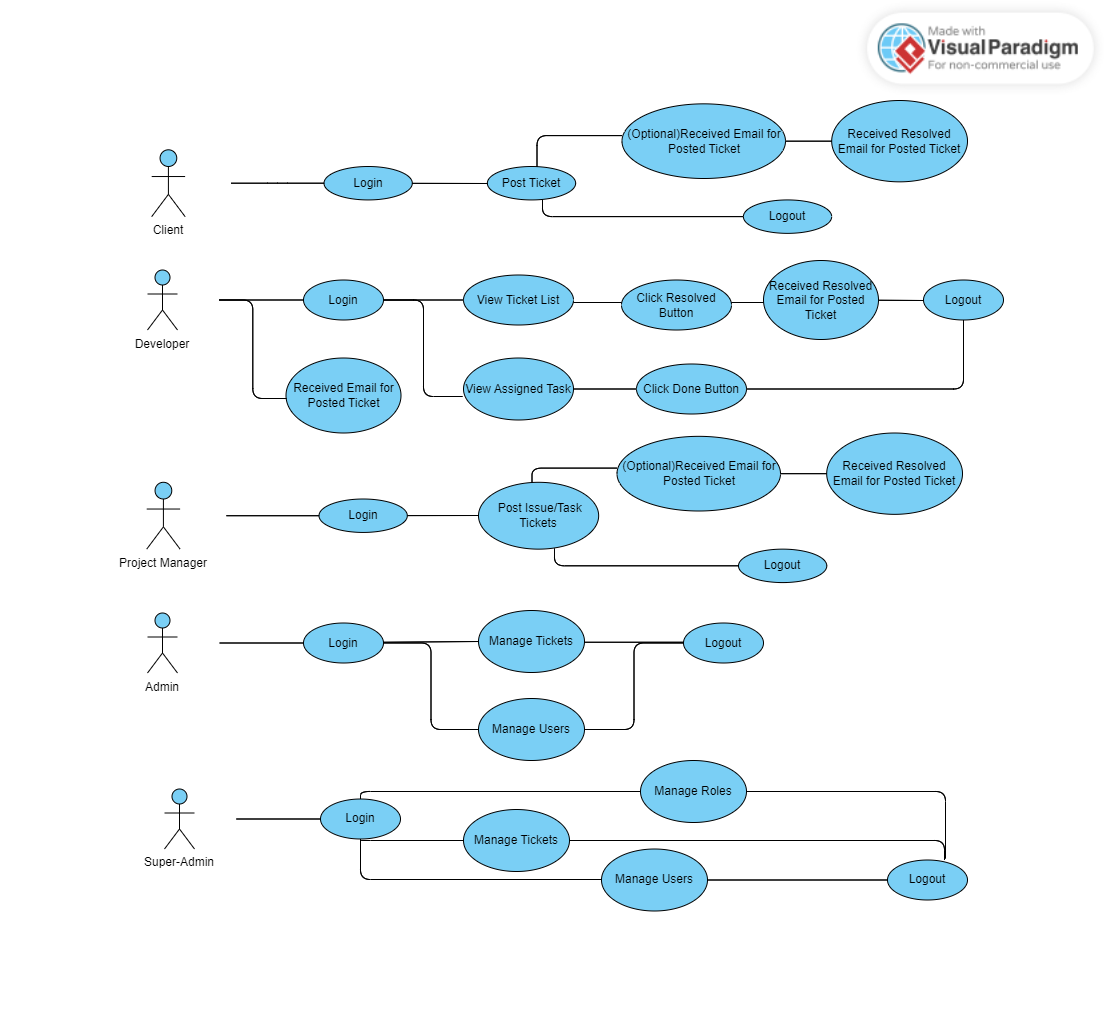 Made with
Visual Paradigm
For non-commercial use
(Optional)Received Email for
Posted Ticket
Received Resolved
Email for Posted Ticket
Login
Post Ticket
Logout
Client
Login
View Ticket List
Click Resolved
Button
Received Resolved
Email for Posted
Ticket
Logout
Developer
Received Email for
Posted Ticket
View Assigned Task
Click Done Button
(Optional)Received Email for
Posted Ticket
Received Resolved
Email for Posted Ticket
Login
Post Issue/Task
Tickets
Logout
Project Manager
Login
Manage Tickets
Logout
Admin
Manage Users
Manage Roles
Login
Manage Tickets
Super-Admin
Manage Users
Logout